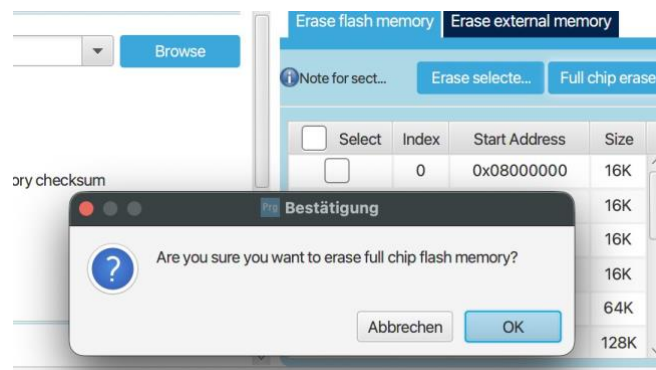 Browse
ory checksum
Erase flash memory
Erase external memory
Note for sect...
Erase selecte...
Full chip erase
Select Index Start Address Size
0 0x08000000 16K
16K
16K
16K
64K
128K
Prg Bestätigung
Are you sure you want to erase full chip flash memory?
Abbrechen
OK